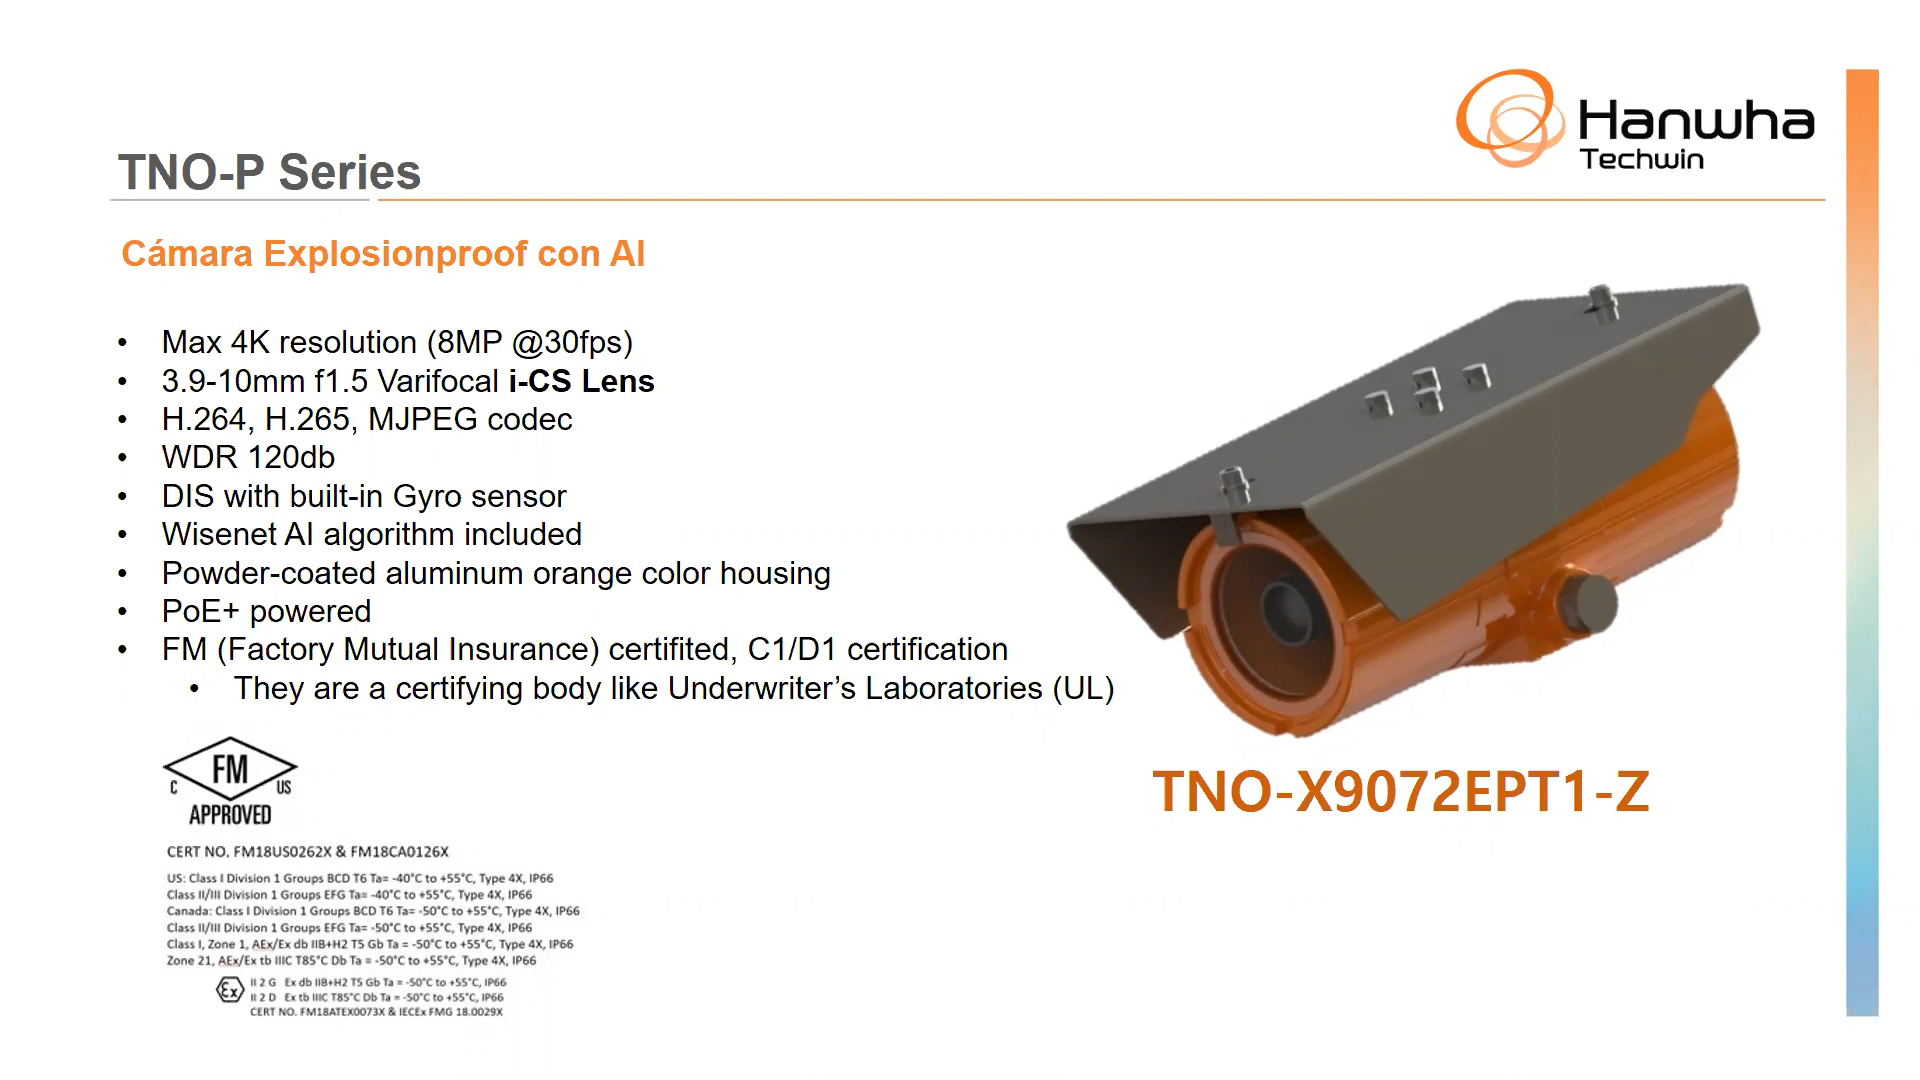 Hanwha
Techwin
TNO-P Series
Cámara Explosionproof con AI
• Max 4K resolution (8MP @30fps)
• 3.9-10mm f1.5 Varifocal i-CS Lens
• H.264, H.265, MJPEG codec
• WDR 120db
• DIS with built-in Gyro sensor
• Wisenet AI algorithm included
• Powder-coated aluminum orange color housing
• PoE+ powered
• FM (Factory Mutual Insurance) certifited, C1/D1 certification
• They are a certifying body like Underwriter’s Laboratories (UL)
TNO-X9072EPT1-Z
FM
C US
APPROVED
CERT NO. FM18US0262X & FM18CA0126X
US: Class I Division 1 Groups BCD T6 Ta= -40°C to +55°C, Type 4X, IP66
Class II/III Division 1 Groups EFG Ta= -40°C to +55°C, Type 4X, IP66
Canada: Class I Division 1 Groups BCD T6 Ta= -50°C to +55°C, Type 4X, IP66
Class II/III Division 1 Groups EFG Ta= -50°C to +55°C, Type 4X, IP66
Class I, Zone 1, AEx/Ex db IIB+H2 T5 Gb Ta = -50°C to +55°C, Type 4X, IP66
Zone 21, AEx/Ex tb IIIC T85°C Db Ta = -50°C to +55°C, Type 4X, IP66
Ex II 2 G Ex db IIB+H2 T5 Gb Ta = -50°C to +55°C, IP66
II 2 D Ex tb IIIC T85°C Db Ta = -50°C to +55°C, IP66
CERT NO. FM18ATEX0073X & IECEx FMG 18.0029X